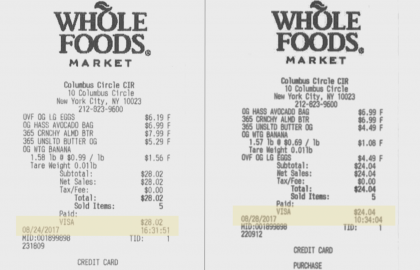 WHOLE
FOODS®
MARKET
Columbus Circle CIR
10 Columbus Circle
New York City, NY 10023
212-823-9600
OVF OG LG EGGS $6.19 F
OG HASS AVOCADO BAG $6.99 F
365 CRNCHY ALMD BTR $7.99 F
365 UNSLTD BUTTER OG $5.29 F
OG WTG BANANA
1.58 lb @ $0.99 / lb $1.56 F
Tare Weight 0.01lb
Subtotal: $28.02
Net Sales: $28.02
Tax/Fee: $0.00
Total: $28.02
Sold Items: 5
Paid:
VISA $28.02
08/24/2017 16:31:51
MID:001899898 TID: 1
231609
CREDIT CARD
WHOLE
FOODS®
MARKET
Columbus Circle CIR
10 Columbus Circle
New York City, NY 10023
212-823-9600
OG HASS AVOCADO BAG $6.99 F
365 CRNCHY ALMD BTR $6.99 F
365 UNSLTD BUTTER OG $4.49 F
OG WTG BANANA
1.57 lb @ $0.69 / lb $1.08 F
Tare Weight 0.01lb
OVF OG LG EGGS $4.49 F
Subtotal: $24.04
Net Sales: $24.04
Tax/Fee: $0.00
Total: $24.04
Sold Items: 5
Paid:
VISA $24.04
08/28/2017 10:34:04
MID:001899898 TID: 1
220912
CREDIT CARD
PURCHASE